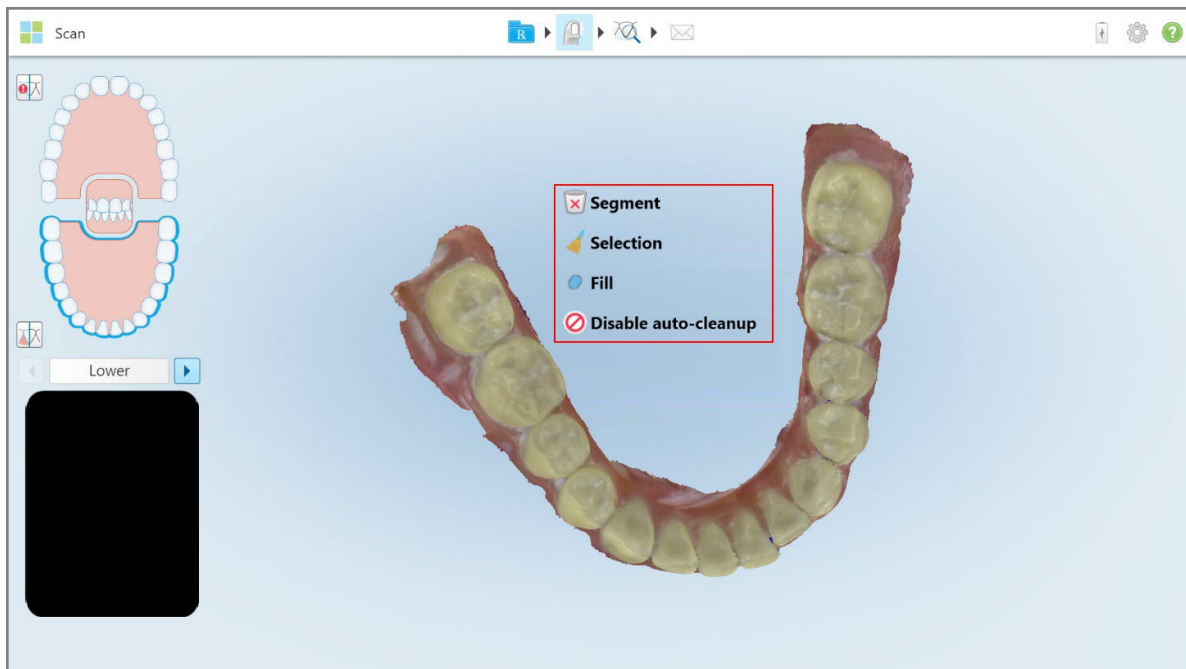 Scan
R
Segment
Selection
Fill
Disable auto-cleanup
Lower